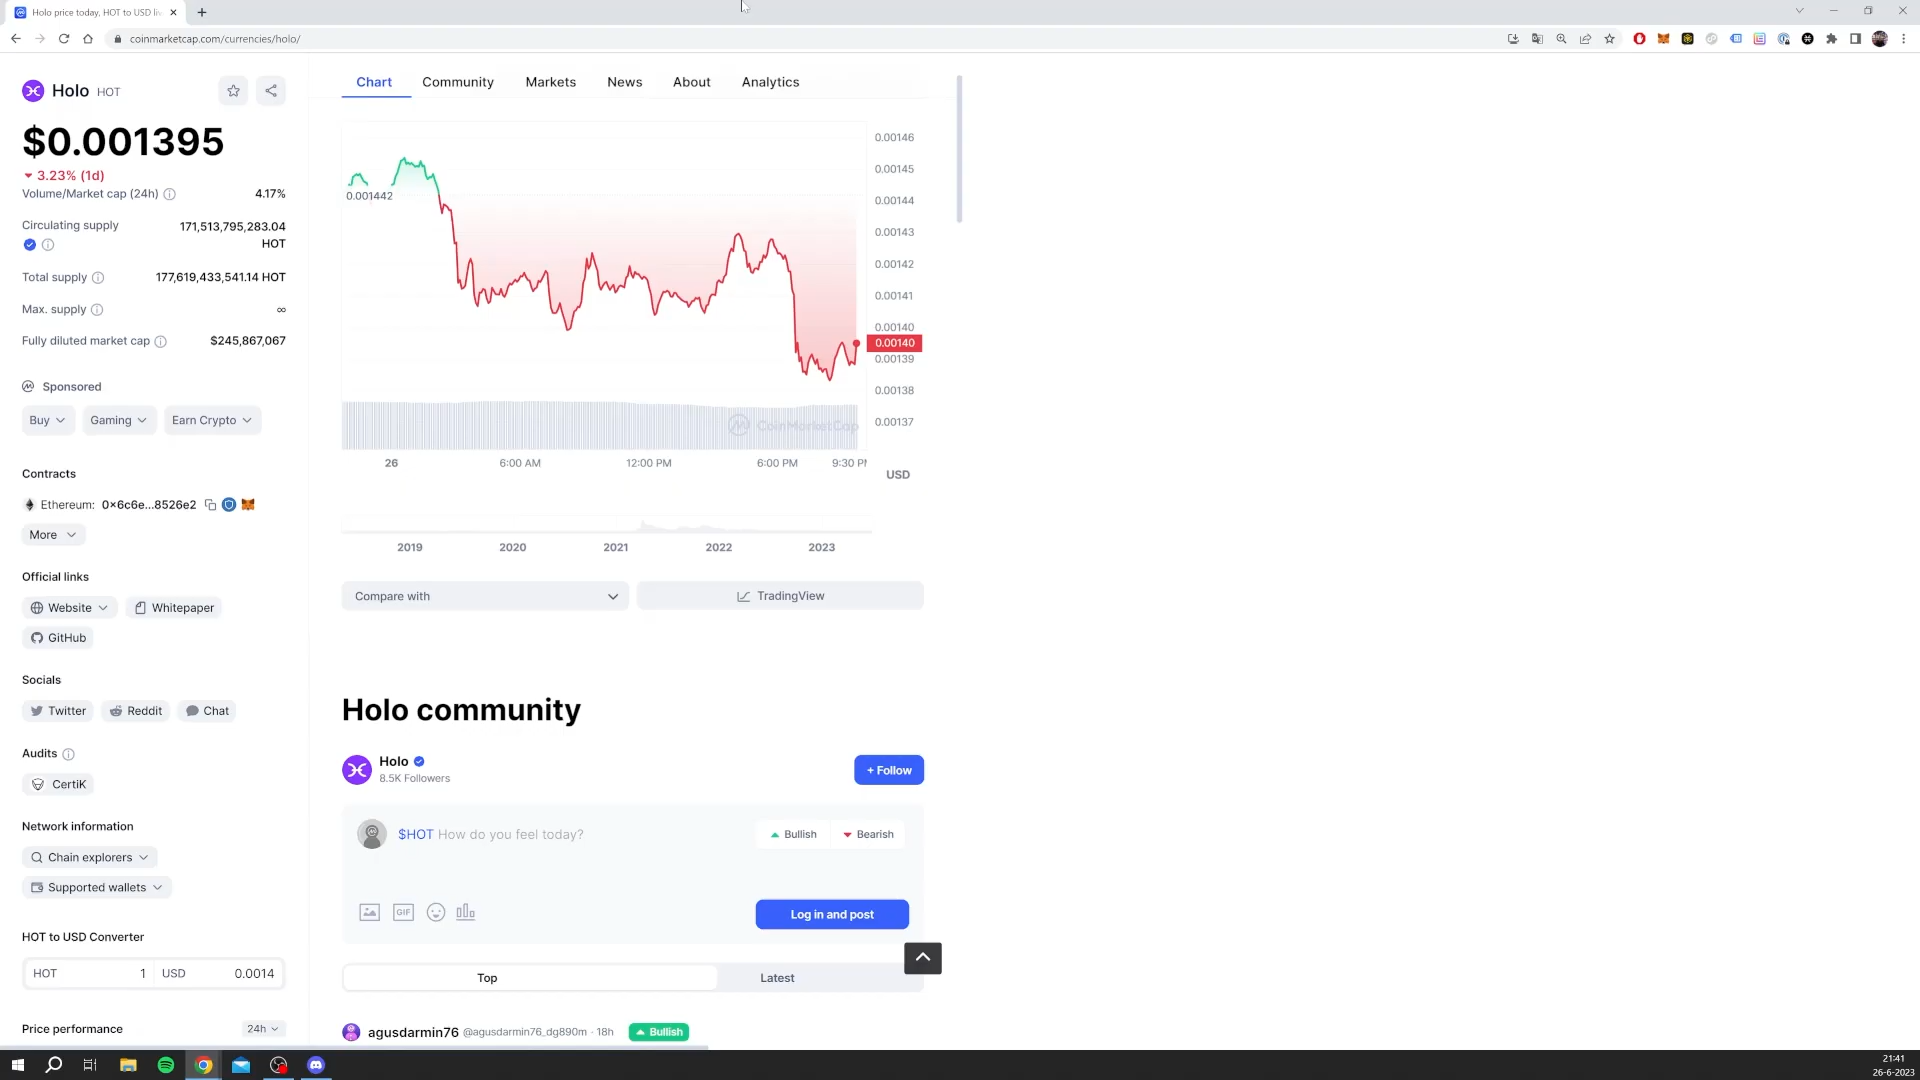 Holo price today, HOT to USD li
coinmarketcap.com/currencies/holo/
Holo HOT
$0.001395
3.23% (1d)
Volume/Market cap (24h) 4.17%
Circulating supply 171,513,795,283.04
HOT
Total supply 177,619,433,541.14 HOT
Max. supply ∞
Fully diluted market cap $245,867,067
Sponsored
Buy Gaming Earn Crypto
Contracts
Ethereum: 0x6c6e...8526e2
More
Official links
Website Whitepaper
GitHub
Socials
Twitter Reddit Chat
Audits
CertiK
Network information
Chain explorers
Supported wallets
HOT to USD Converter
HOT 1 USD 0.0014
Price performance 24h
Chart Community Markets News About Analytics
0.00146
0.00145
0.001442
0.00144
0.00143
0.00142
0.00141
0.00140
0.00140
0.00139
0.00138
0.00137
CoinMarketCap
26 6:00 AM 12:00 PM 6:00 PM 9:30 PM
USD
2019 2020 2021 2022 2023
Compare with TradingView
Holo community
Holo
8.5K Followers
+ Follow
$HOT How do you feel today? Bullish Bearish
GIF
Log in and post
Top Latest
agusdarmin76 @agusdarmin76_dg890m · 18h Bullish
21:41
26-6-2023